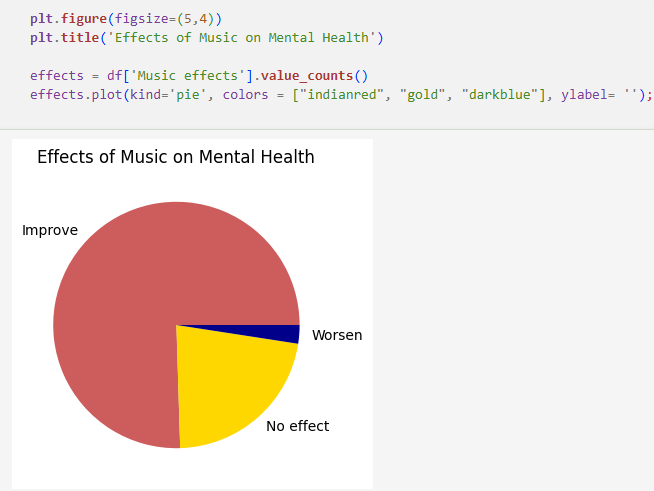 plt.figure(figsize=(5,4))
plt.title('Effects of Music on Mental Health')
effects = df['Music effects'].value_counts()
effects.plot(kind='pie', colors = ["indianred", "gold", "darkblue"], ylabel= '');
Effects of Music on Mental Health
Improve
Worsen
No effect